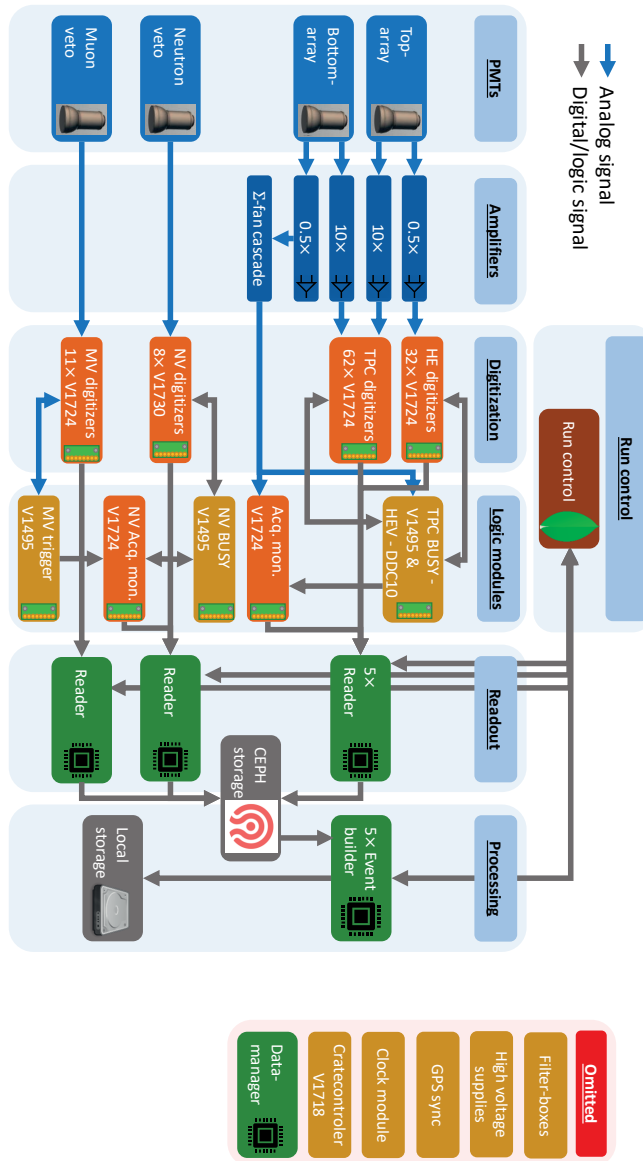 Analog signal
Digital/logic signal
Run control
Run control
PMTs
Top-
array
Bottom-
array
Neutron
veto
Muon
veto
Amplifiers
0.5×
10×
10×
0.5×
Σ-fan cascade
Digitization
HE digitizers
32× V1724
TPC digitizers
62× V1724
NV digitizers
8× V1730
MV digitizers
11× V1724
Logic modules
TPC BUSY -
V1495 &
HEV - DDC10
Acq. mon.
V1724
NV BUSY
V1495
NV Acq. mon.
V1724
MV trigger
V1495
Readout
5×
Reader
Reader
Reader
CEPH
storage
Processing
5× Event
builder
Local
storage
Omitted
Filter-boxes
High voltage
supplies
GPS sync
Clock module
Cratecontroler
V1718
Data-
manager